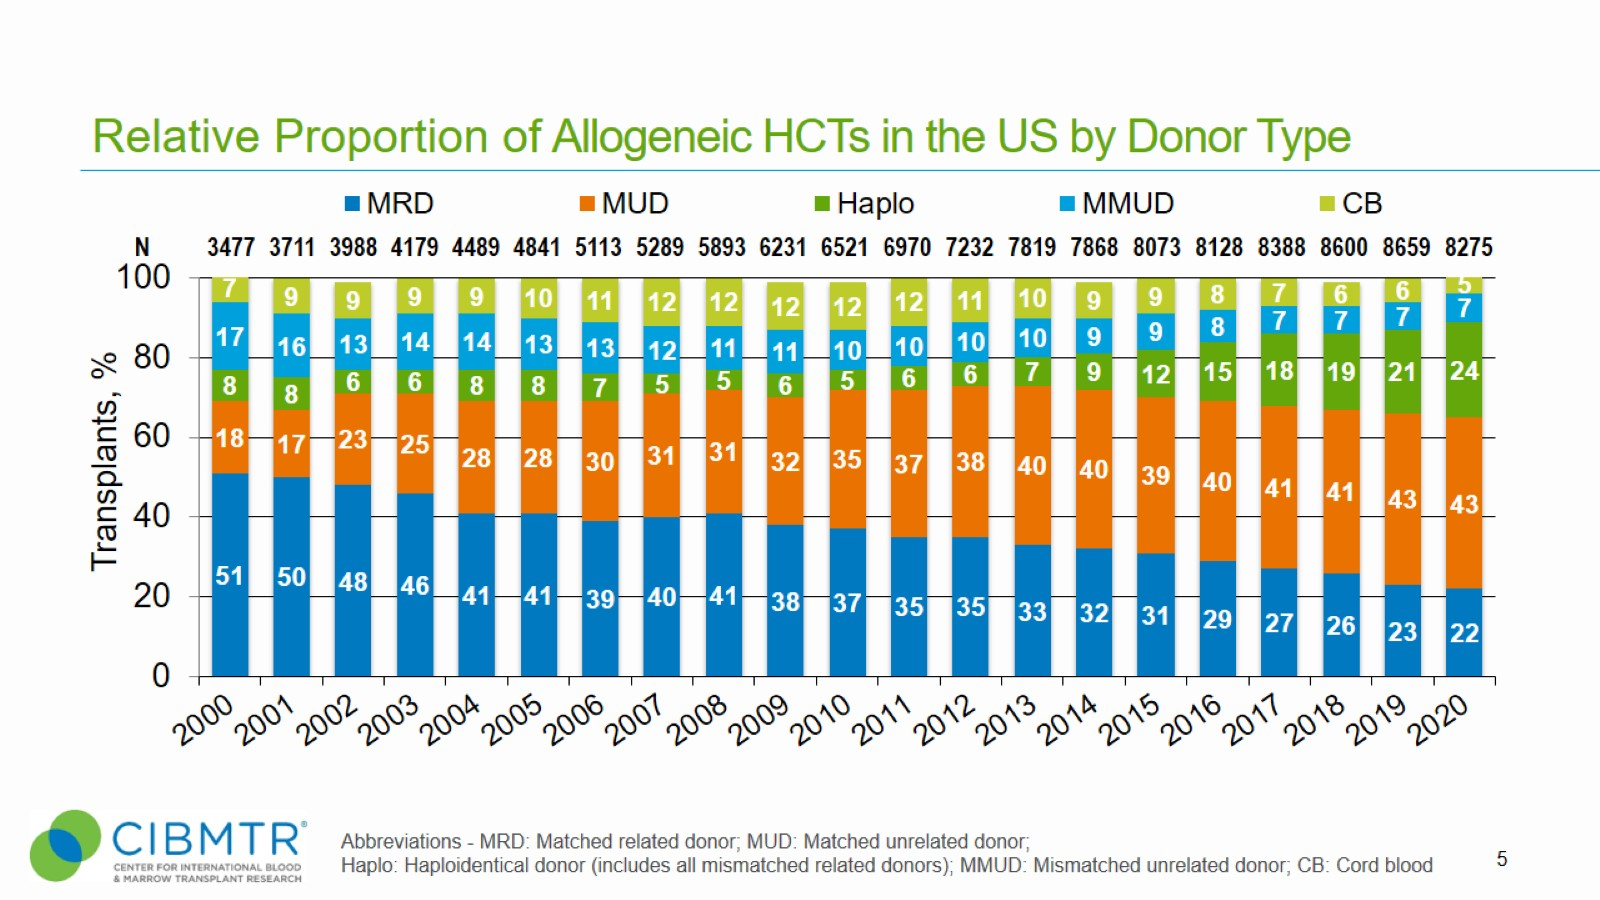 Relative Proportion of Allogeneic HCTs in the US by Donor Type
MRD MUD Haplo MMUD CB
N 3477 3711 3988 4179 4489 4841 5113 5289 5893 6231 6521 6970 7232 7819 7868 8073 8128 8388 8600 8659 8275
Transplants, %
100
80
60
40
20
0
7 9 9 9 9 10 11 12 12 12 12 12 11 10 9 9 8 7 6 6 5
17 16 13 14 14 13 13 12 11 11 10 10 10 10 9 9 8 7 7 7 7
8 8 6 6 8 8 7 5 5 6 5 6 6 7 9 12 15 18 19 21 24
18 17 23 25 28 28 30 31 31 32 35 37 38 40 40 39 40 41 41 43 43
51 50 48 46 41 41 39 40 41 38 37 35 35 33 32 31 29 27 26 23 22
2000 2001 2002 2003 2004 2005 2006 2007 2008 2009 2010 2011 2012 2013 2014 2015 2016 2017 2018 2019 2020
CIBMTR®
CENTER FOR INTERNATIONAL BLOOD
& MARROW TRANSPLANT RESEARCH
Abbreviations - MRD: Matched related donor; MUD: Matched unrelated donor;
Haplo: Haploidentical donor (includes all mismatched related donors); MMUD: Mismatched unrelated donor; CB: Cord blood
5